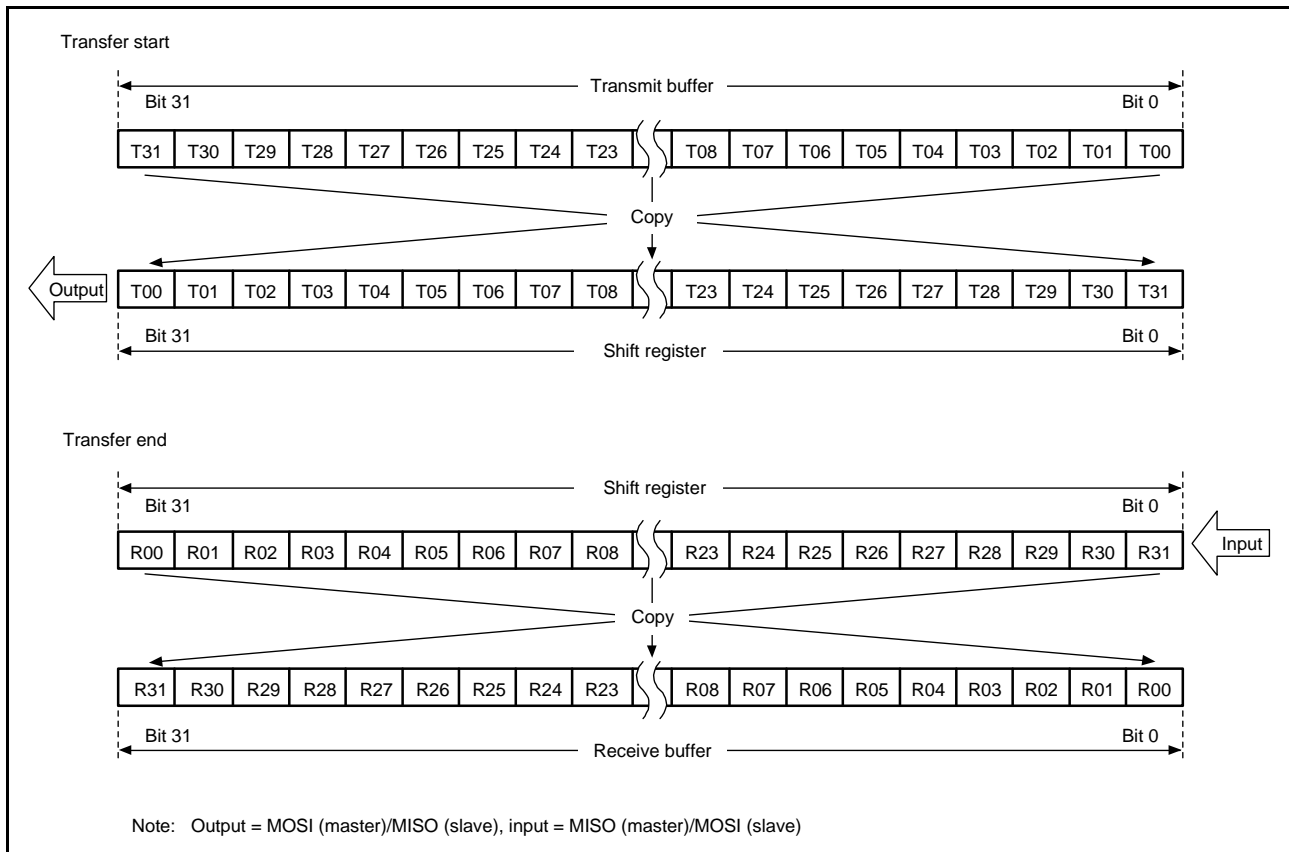 Transfer start
Transmit buffer
Bit 31 Bit 0
T31 T30 T29 T28 T27 T26 T25 T24 T23 T08 T07 T06 T05 T04 T03 T02 T01 T00
Copy
Output T00 T01 T02 T03 T04 T05 T06 T07 T08 T23 T24 T25 T26 T27 T28 T29 T30 T31
Bit 31 Bit 0
Shift register
Transfer end
Shift register
Bit 31 Bit 0
R00 R01 R02 R03 R04 R05 R06 R07 R08 R23 R24 R25 R26 R27 R28 R29 R30 R31 Input
Copy
R31 R30 R29 R28 R27 R26 R25 R24 R23 R08 R07 R06 R05 R04 R03 R02 R01 R00
Bit 31 Bit 0
Receive buffer
Note: Output = MOSI (master)/MISO (slave), input = MISO (master)/MOSI (slave)